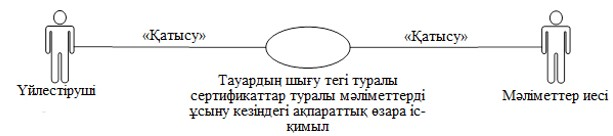 «Қатысу»
«Қатысу»
Үйлестіруші
Тауардың шығу тегі туралы
сертификаттар туралы мәліметтерді
ұсыну кезіндегі ақпараттық өзара іс-
қимыл
Мәліметтер иесі